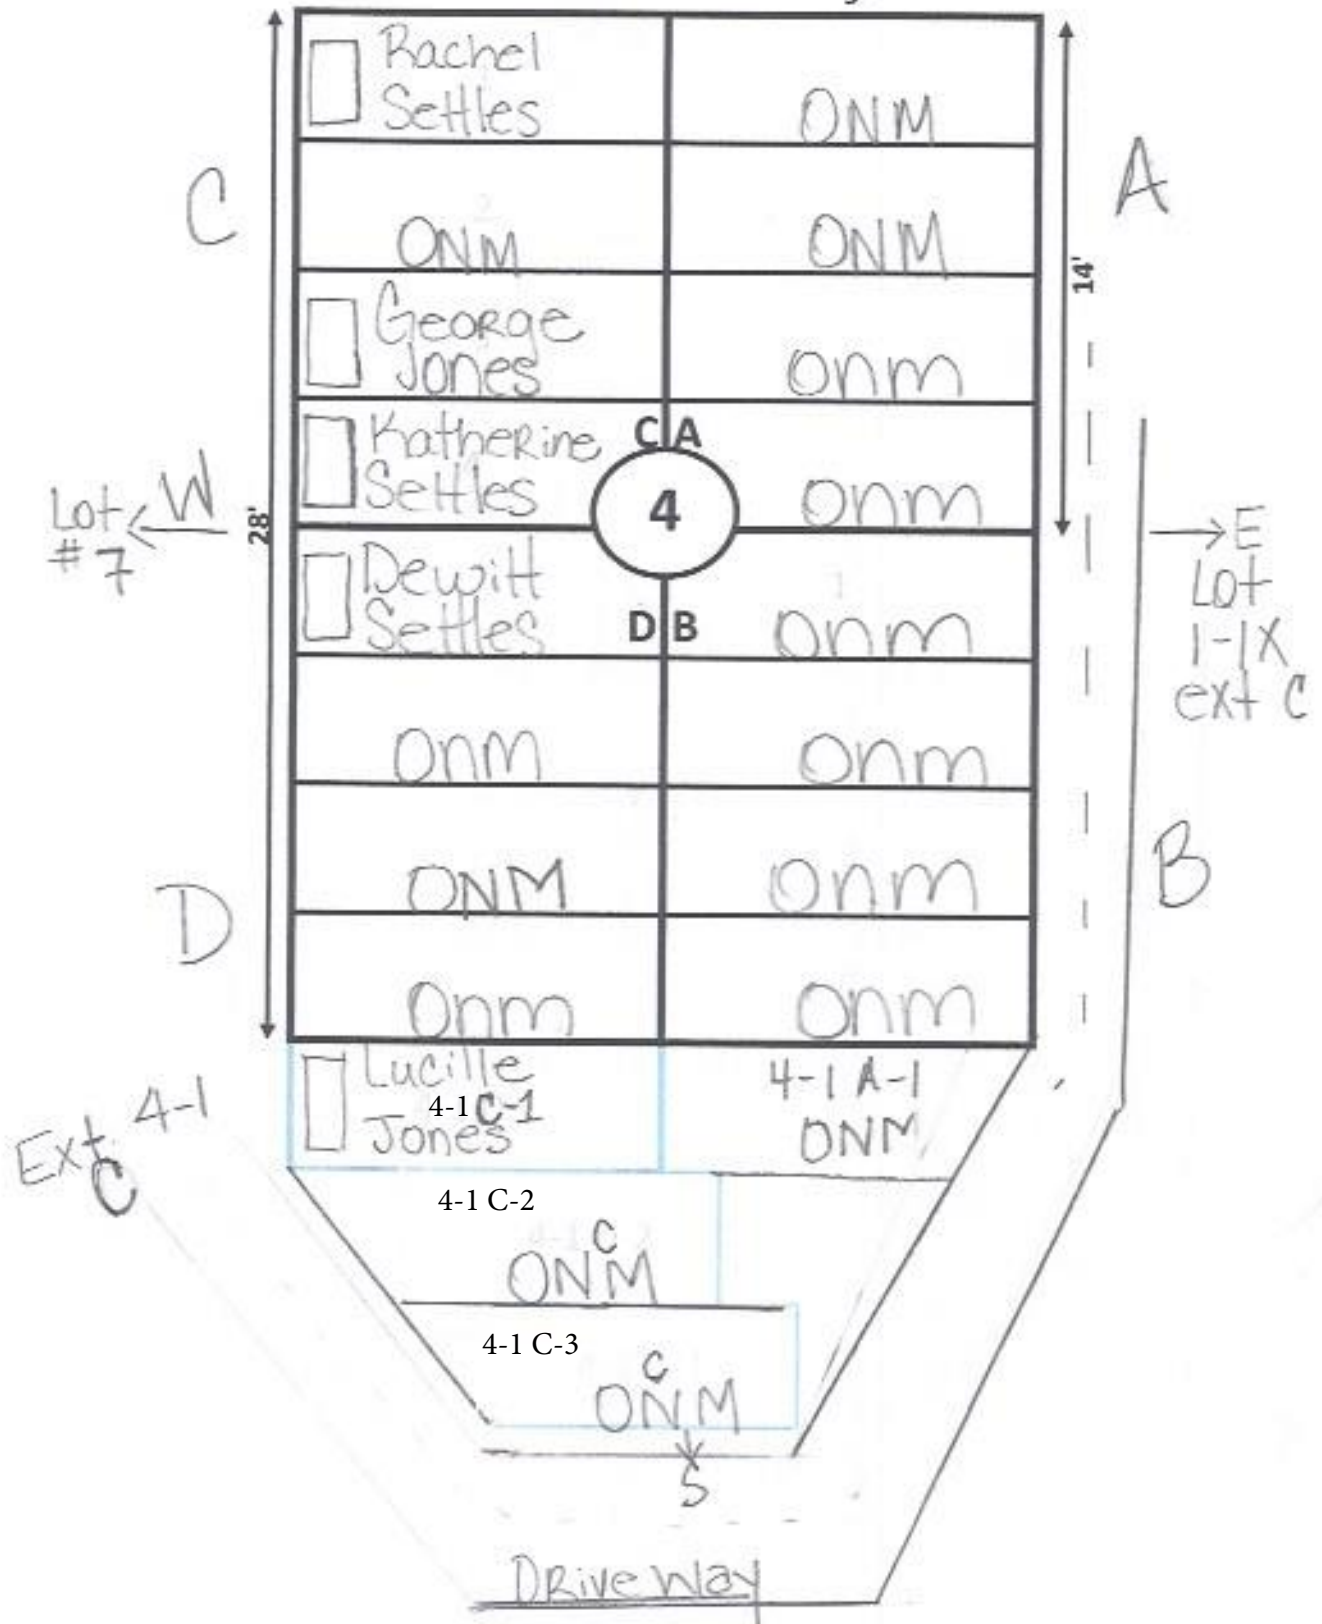 Rachel
Settles
ONM
C
A
ONM
ONM
14'
George
Jones
Onm
Katherine
Settles
C A
Onm
W
Lot
#7
28'
4
E
Lot
1-1X
ext C
Dewitt
Settles
D B
Onm
OnM
Onm
B
D
ONM
Onm
Onm
Onm
Lucille
4-1 C-1
Jones
4-1 A-1
ONM
Ext. 4-1
C
4-1 C-2
C
ONM
4-1 C-3
C
ONM
S
DRiveWay